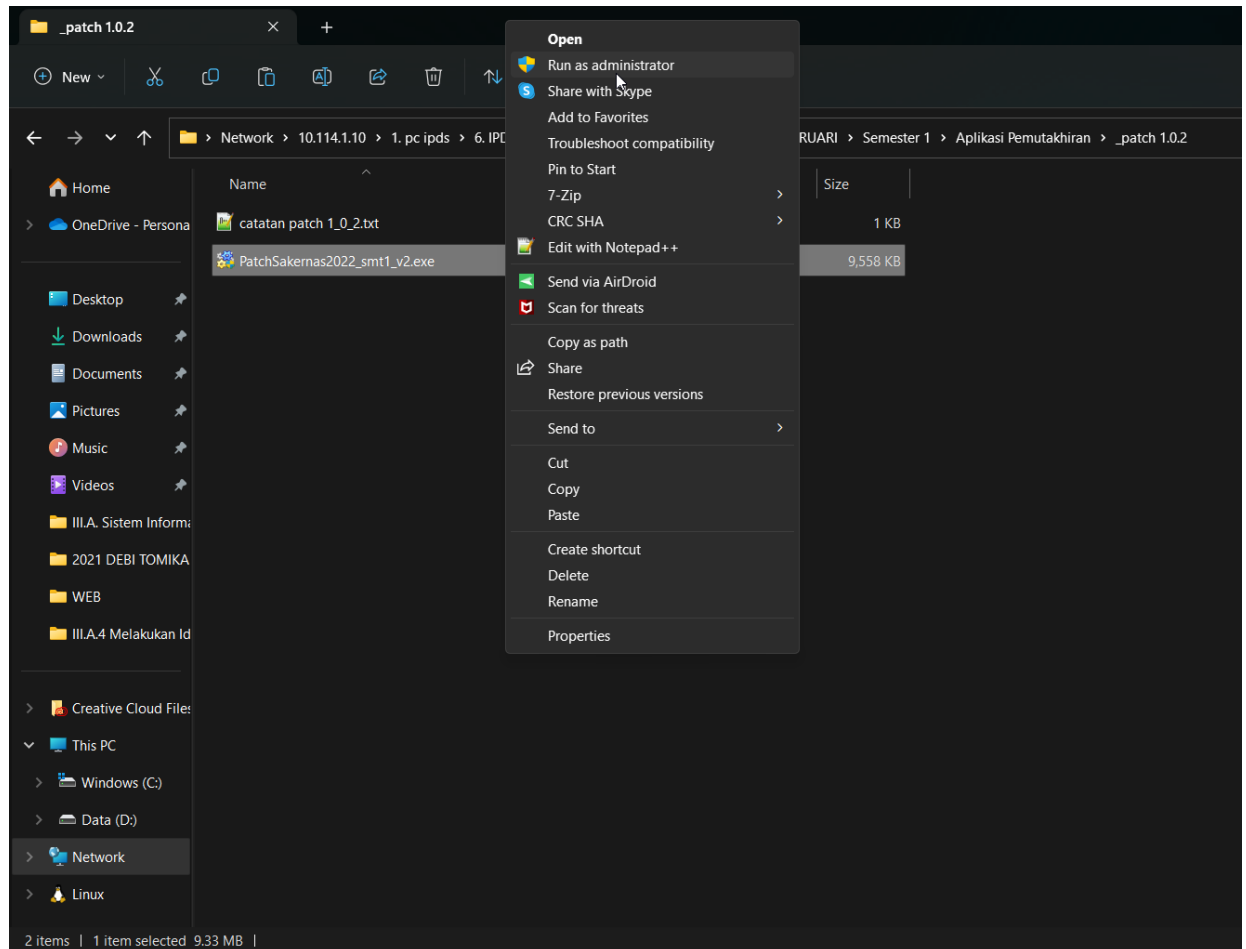 _patch 1.0.2
New
Network > 10.114.1.10 > 1. pc ipds > 6. IPD
RUARI > Semester 1 > Aplikasi Pemutakhiran > _patch 1.0.2
Name
Size
catatan patch 1_0_2.txt
1 KB
PatchSakernas2022_smt1_v2.exe
9,558 KB
Home
OneDrive - Persona
Desktop
Downloads
Documents
Pictures
Music
Videos
III.A. Sistem Informa
2021 DEBI TOMIKA
WEB
III.A.4 Melakukan Id
Creative Cloud Files
This PC
Windows (C:)
Data (D:)
Network
Linux
Open
Run as administrator
Share with Skype
Add to Favorites
Troubleshoot compatibility
Pin to Start
7-Zip
CRC SHA
Edit with Notepad++
Send via AirDroid
Scan for threats
Copy as path
Share
Restore previous versions
Send to
Cut
Copy
Paste
Create shortcut
Delete
Rename
Properties
2 items | 1 item selected 9.33 MB |